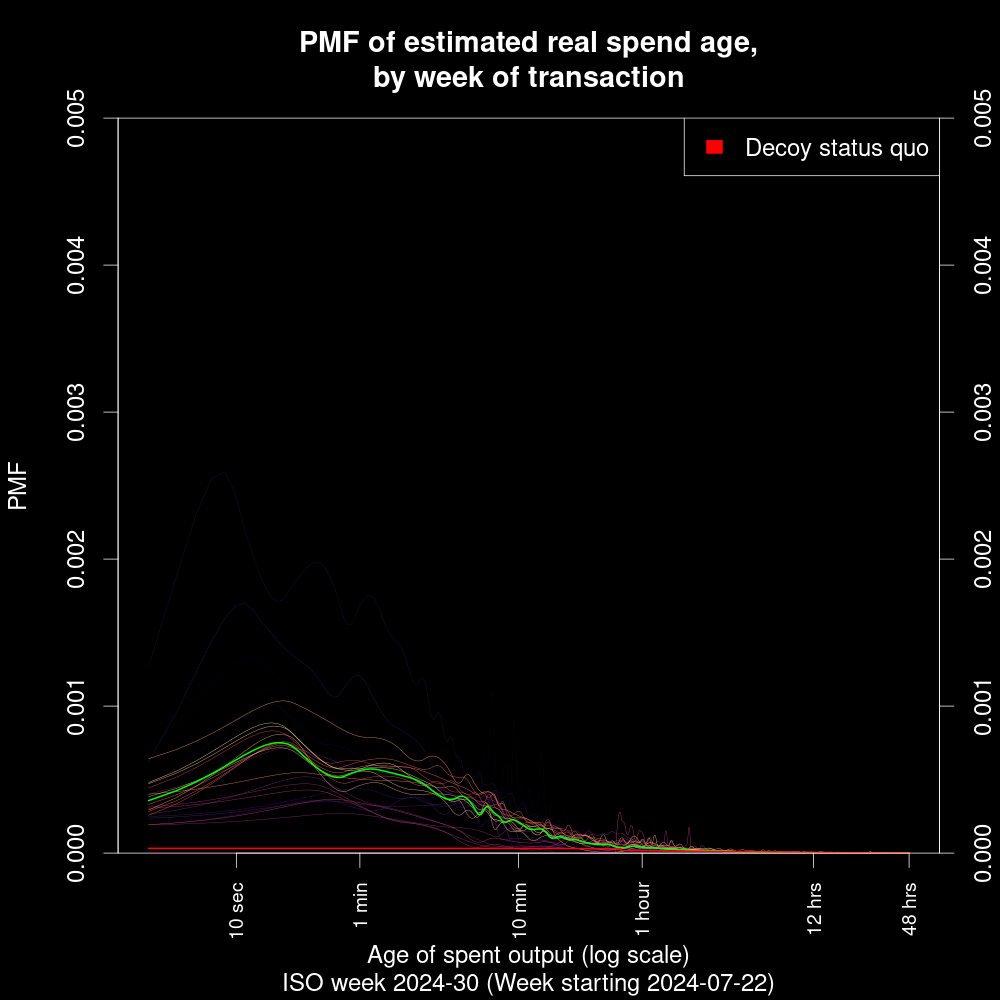 PMF of estimated real spend age,
by week of transaction
Decoy status quo
PMF
0.000
0.001
0.002
0.003
0.004
0.005
0.000
0.001
0.002
0.003
0.004
0.005
10 sec
1 min
10 min
1 hour
12 hrs
48 hrs
Age of spent output (log scale)
ISO week 2024-30 (Week starting 2024-07-22)